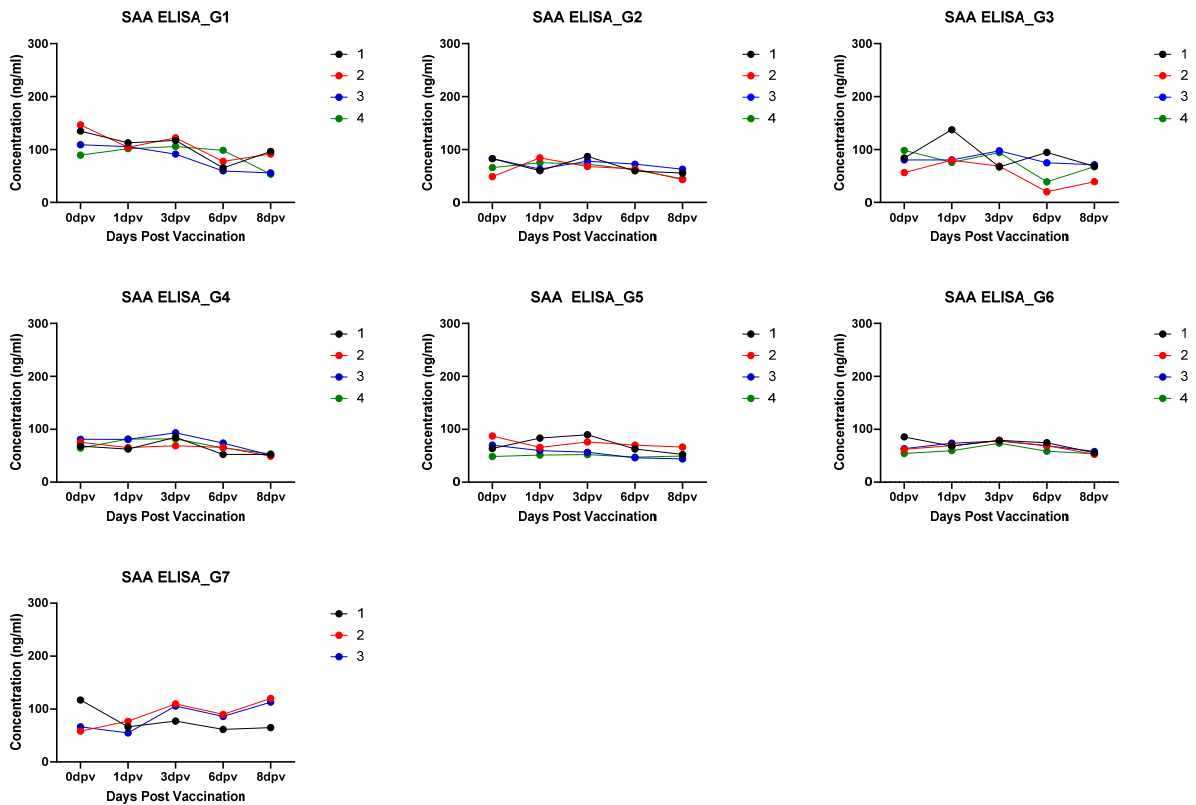 SAA ELISA_G1
300
200
100
0
Concentration (ng/ml)
0dpv 1dpv 3dpv 6dpv 8dpv
Days Post Vaccination
1
2
3
4
SAA ELISA_G2
300
200
100
0
Concentration (ng/ml)
0dpv 1dpv 3dpv 6dpv 8dpv
Days Post Vaccination
1
2
3
4
SAA ELISA_G3
300
200
100
0
Concentration (ng/ml)
0dpv 1dpv 3dpv 6dpv 8dpv
Days Post Vaccination
1
2
3
4
SAA ELISA_G4
300
200
100
0
Concentration (ng/ml)
0dpv 1dpv 3dpv 6dpv 8dpv
Days Post Vaccination
1
2
3
4
SAA  ELISA_G5
300
200
100
0
Concentration (ng/ml)
0dpv 1dpv 3dpv 6dpv 8dpv
Days Post Vaccination
1
2
3
4
SAA ELISA_G6
300
200
100
0
Concentration (ng/ml)
0dpv 1dpv 3dpv 6dpv 8dpv
Days Post Vaccination
1
2
3
4
SAA ELISA_G7
300
200
100
0
Concentration (ng/ml)
0dpv 1dpv 3dpv 6dpv 8dpv
Days Post Vaccination
1
2
3